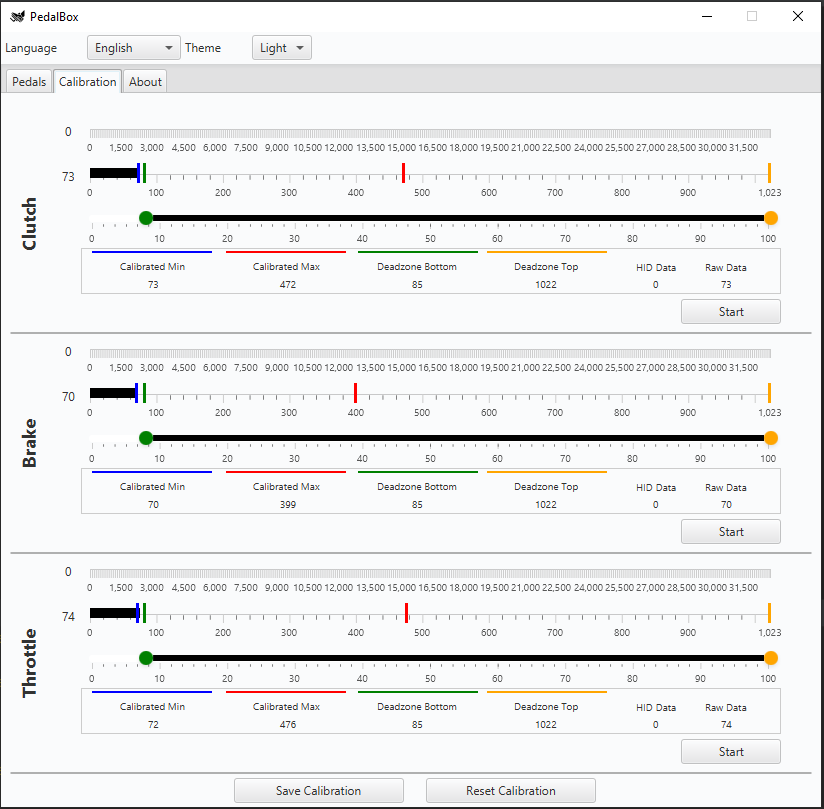 PedalBox
Language English Theme Light
Pedals Calibration About
Clutch
0
0 1,500 3,000 4,500 6,000 7,500 9,000 10,500 12,000 13,500 15,000 16,500 18,000 19,500 21,000 22,500 24,000 25,500 27,000 28,500 30,000 31,500
73
0 100 200 300 400 500 600 700 800 900 1,023
0 10 20 30 40 50 60 70 80 90 100
Calibrated Min Calibrated Max Deadzone Bottom Deadzone Top HID Data Raw Data
73 472 85 1022 0 73
Start
Brake
0
0 1,500 3,000 4,500 6,000 7,500 9,000 10,500 12,000 13,500 15,000 16,500 18,000 19,500 21,000 22,500 24,000 25,500 27,000 28,500 30,000 31,500
70
0 100 200 300 400 500 600 700 800 900 1,023
0 10 20 30 40 50 60 70 80 90 100
Calibrated Min Calibrated Max Deadzone Bottom Deadzone Top HID Data Raw Data
70 399 85 1022 0 70
Start
Throttle
0
0 1,500 3,000 4,500 6,000 7,500 9,000 10,500 12,000 13,500 15,000 16,500 18,000 19,500 21,000 22,500 24,000 25,500 27,000 28,500 30,000 31,500
74
0 100 200 300 400 500 600 700 800 900 1,023
0 10 20 30 40 50 60 70 80 90 100
Calibrated Min Calibrated Max Deadzone Bottom Deadzone Top HID Data Raw Data
72 476 85 1022 0 74
Start
Save Calibration Reset Calibration